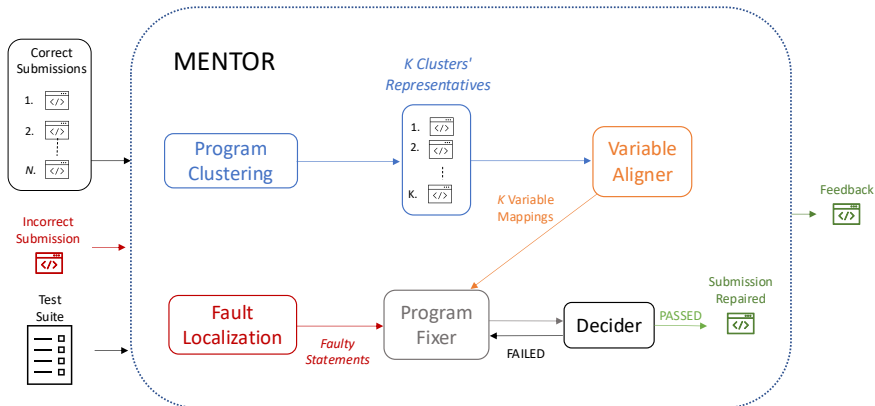 Correct
Submissions
1.
2.
N.
Incorrect
Submission
Test
Suite
MENTOR
Program
Clustering
K Clusters'
Representatives
1.
2.
K.
Variable
Aligner
K Variable
Mappings
Fault
Localization
Faulty
Statements
Program
Fixer
FAILED
Decider
PASSED
Submission
Repaired
Feedback